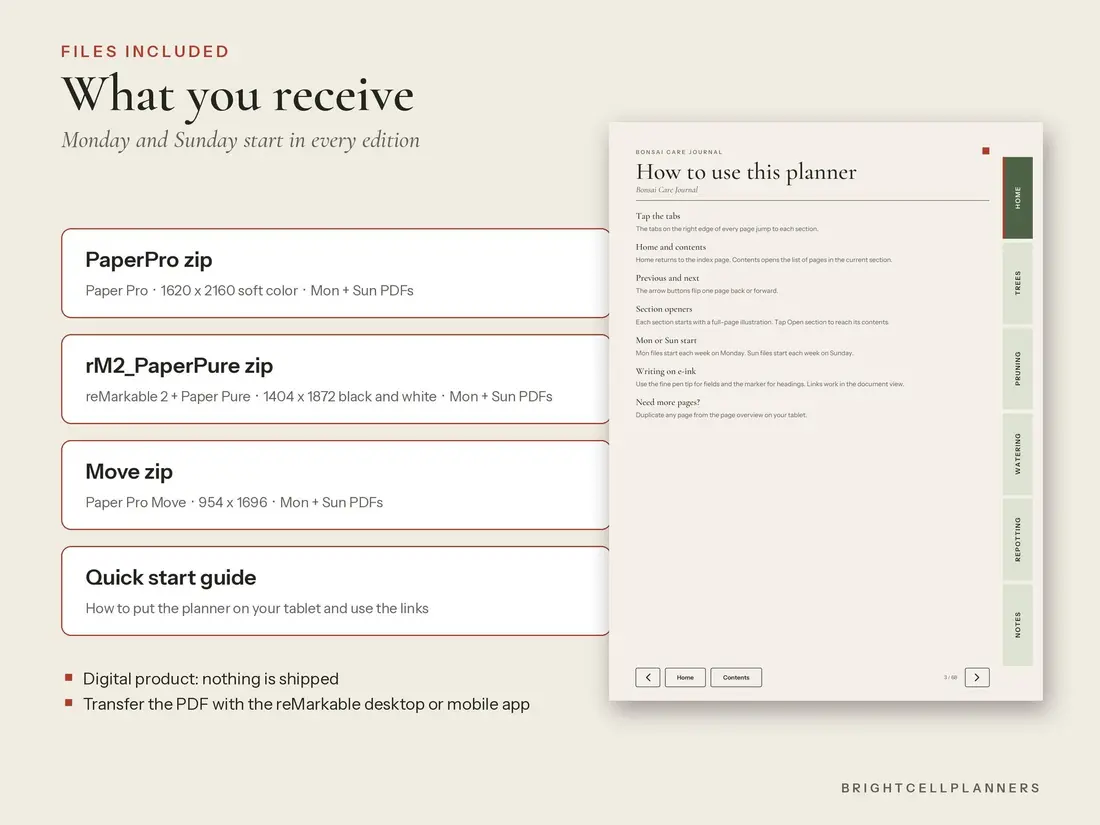 FILES INCLUDED
What you receive
Monday and Sunday start in every edition
PaperPro zip
Paper Pro · 1620 x 2160 soft color · Mon + Sun PDFs
rM2_PaperPure zip
reMarkable 2 + Paper Pure · 1404 x 1872 black and white · Mon + Sun PDFs
Move zip
Paper Pro Move · 954 x 1696 · Mon + Sun PDFs
Quick start guide
How to put the planner on your tablet and use the links
Digital product: nothing is shipped
Transfer the PDF with the reMarkable desktop or mobile app
BONSAI CARE JOURNAL
How to use this planner
Bonsai Care Journal
Tap the tabs
The tabs on the right edge of every page jump to each section.
Home and contents
Home returns to the index page. Contents opens the list of pages in the current section.
Previous and next
The arrow buttons flip one page back or forward.
Section openers
Each section starts with a full-page illustration. Tap Open section to reach its contents.
Mon or Sun start
Mon files start each week on Monday. Sun files start each week on Sunday.
Writing on e-ink
Use the fine pen tip for fields and the marker for headings. Links work in the document view.
Need more pages?
Duplicate any page from the page overview on your tablet.
Home
Contents
3 / 68
HOME
TREES
PRUNING
WATERING
REPOTTING
NOTES
BRIGHTCELLPLANNERS